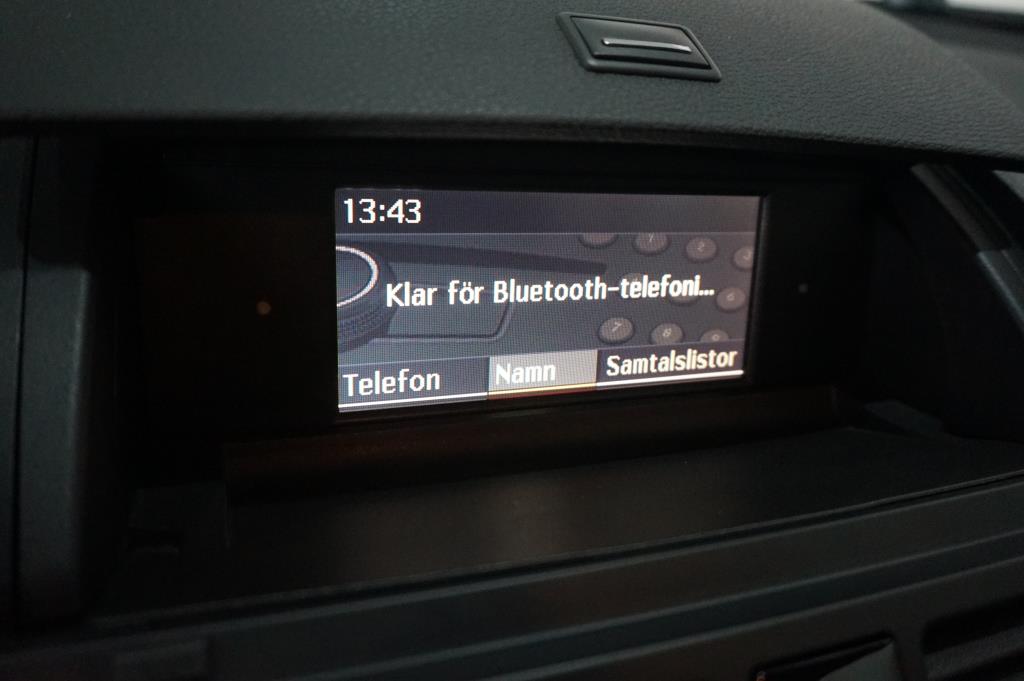 13:43
Klar för Bluetooth-telefoni...
Telefon Namn Samtalslistor